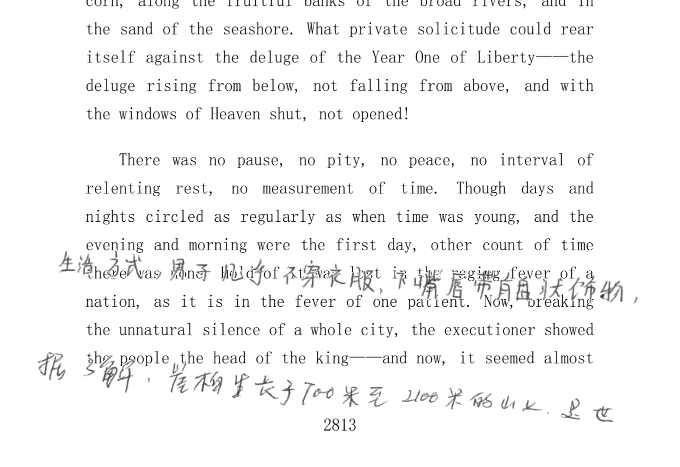 corn, along the fruitful banks of the broad rivers, and in
the sand of the seashore. What private solicitude could rear
itself against the deluge of the Year One of Liberty——the
deluge rising from below, not falling from above, and with
the windows of Heaven shut, not opened!
There was no pause, no pity, no peace, no interval of
relenting rest, no measurement of time. Though days and
nights circled as regularly as when time was young, and the
evening and morning were the first day, other count of time
there was none. Hold of it was lost in the raging fever of a
生活方式。男子几乎不穿衣服,下嘴唇带有盘状饰物,
nation, as it is in the fever of one patient. Now, breaking
the unnatural silence of a whole city, the executioner showed
the people the head of the king——and now, it seemed almost
据了解,崖柏生长于700米至2100米的山上.是世
2813